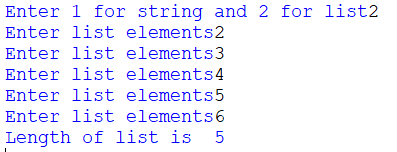 Enter 1 for string and 2 for list2
Enter list elements2
Enter list elements3
Enter list elements4
Enter list elements5
Enter list elements6
Length of list is  5